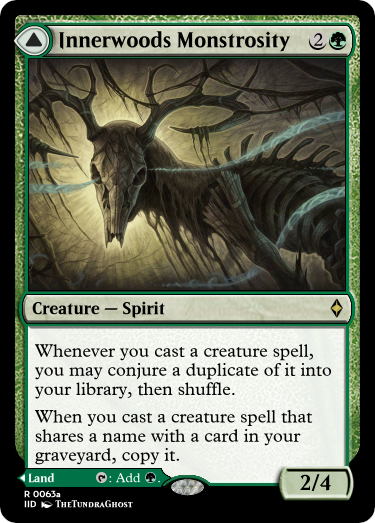 Innerwoods Monstrosity 2
Creature — Spirit
Whenever you cast a creature spell,
you may conjure a duplicate of it into
your library, then shuffle.
When you cast a creature spell that
shares a name with a card in your
graveyard, copy it.
Land : Add .
2/4
R 0063a
IID TheTundraGhost